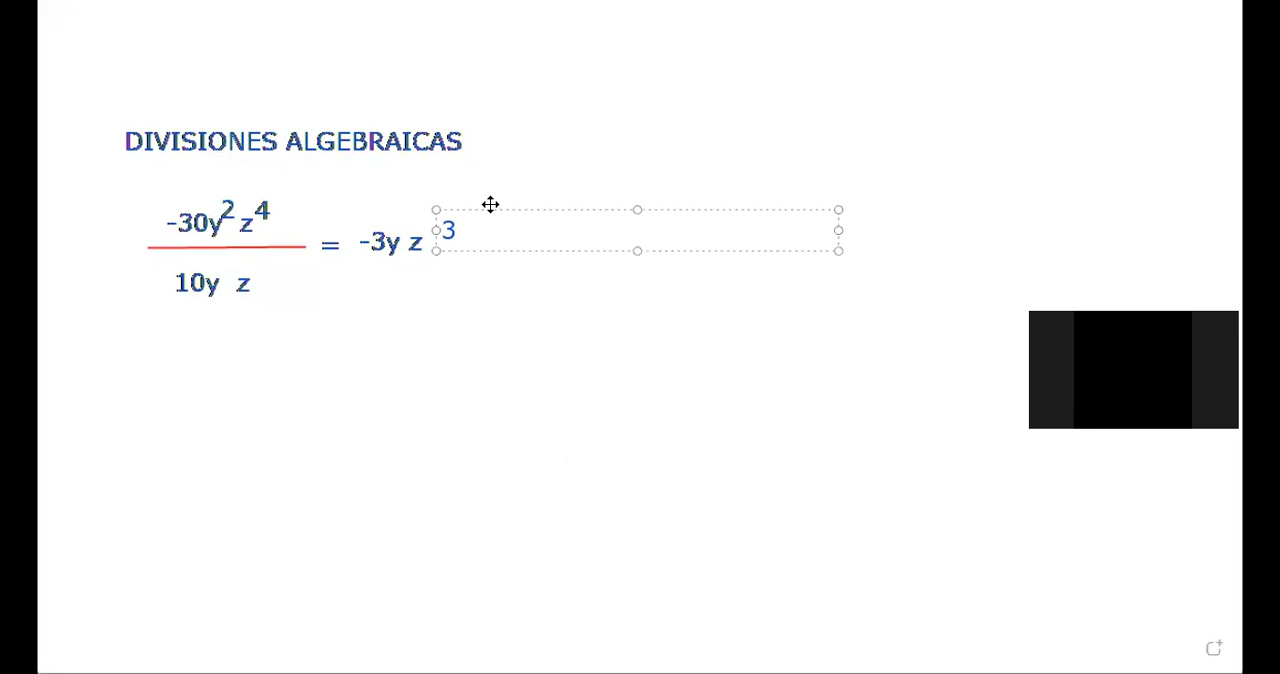 DIVISIONES ALGEBRAICAS
-30y² z⁴
= -3y z 3
10y z